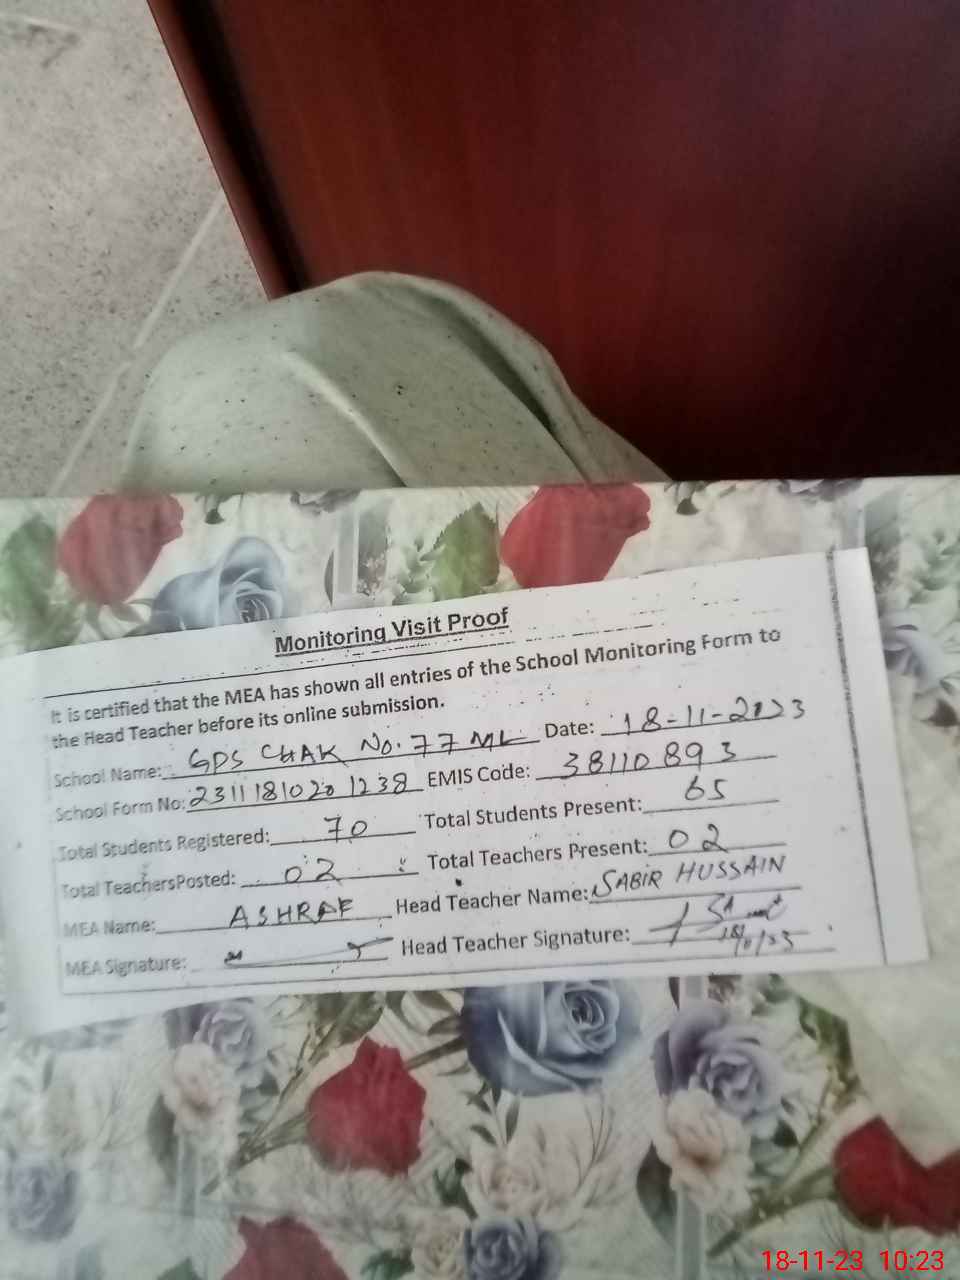 Monitoring Visit Proof
It is certified that the MEA has shown all entries of the School Monitoring Form to
the Head Teacher before its online submission.
School Name: GPS CHAK No. 77 ML Date: 18-11-2023
School Form No: 2311181020 1238 EMIS Code: 38110893
Total Students Registered: 70 Total Students Present: 65
Total TeachersPosted: 02 Total Teachers Present: 02
MEA Name: ASHRAF Head Teacher Name: SABIR HUSSAIN
MEA Signature: Head Teacher Signature:
18-11-23 10:23